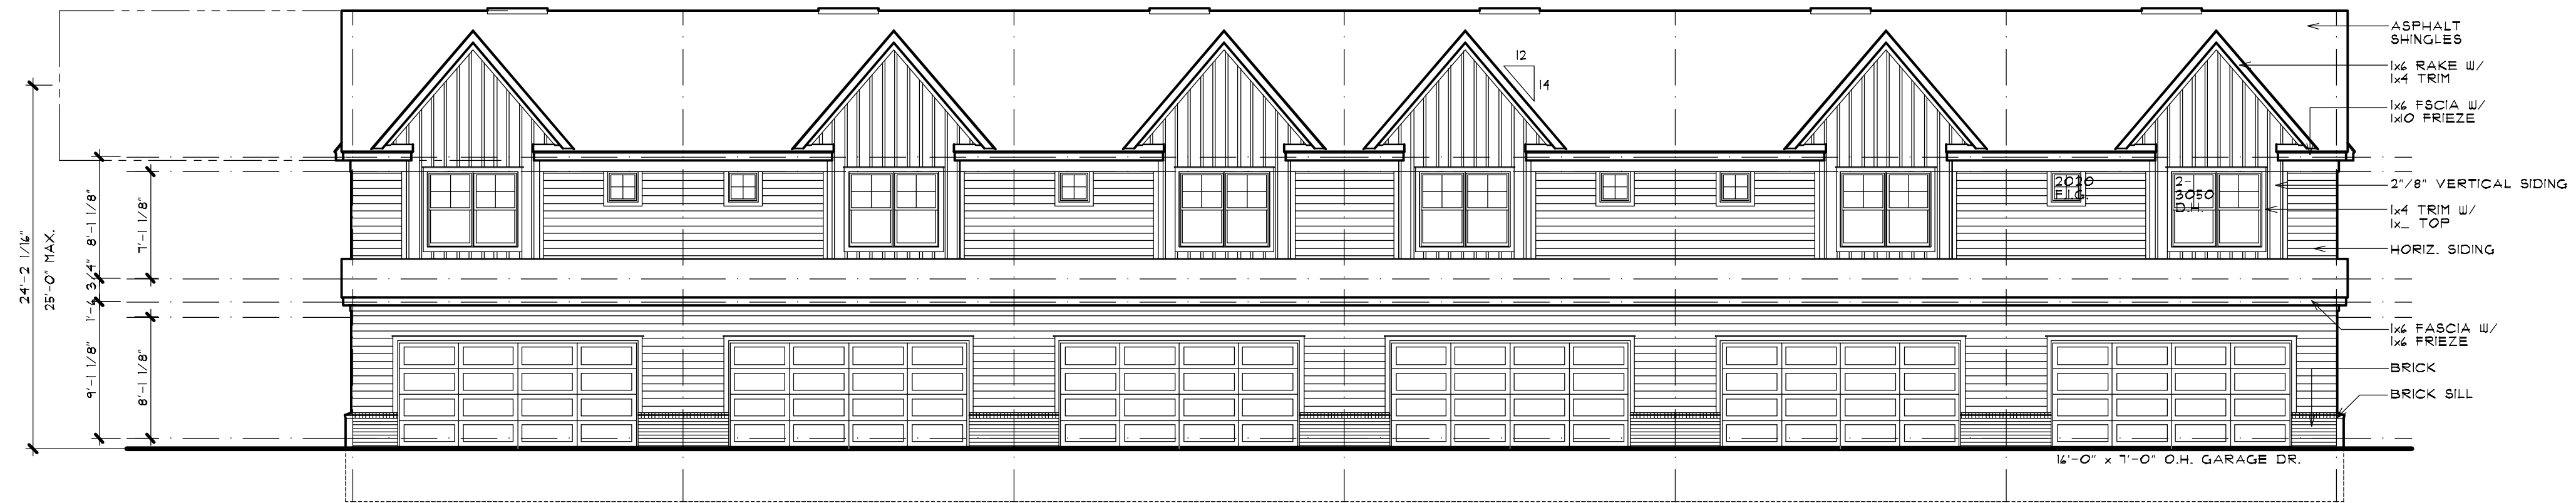 12
14
ASPHALT
SHINGLES
1x6 RAKE W/
1x4 TRIM
1x6 FSCIA W/
1x10 FRIEZE
2"/8" VERTICAL SIDING
1x4 TRIM W/
1x_ TOP
HORIZ. SIDING
1x6 FASCIA W/
1x6 FRIEZE
BRICK
BRICK SILL
2020
F.I.G.
2-
3050
D.H.
16'-0" x 7'-0" O.H. GARAGE DR.
24'-2 1/16"
25'-0" MAX.
8'-1 1/8"
7'-1 1/8"
1'-6 3/4"
9'-1 1/8"
8'-1 1/8"